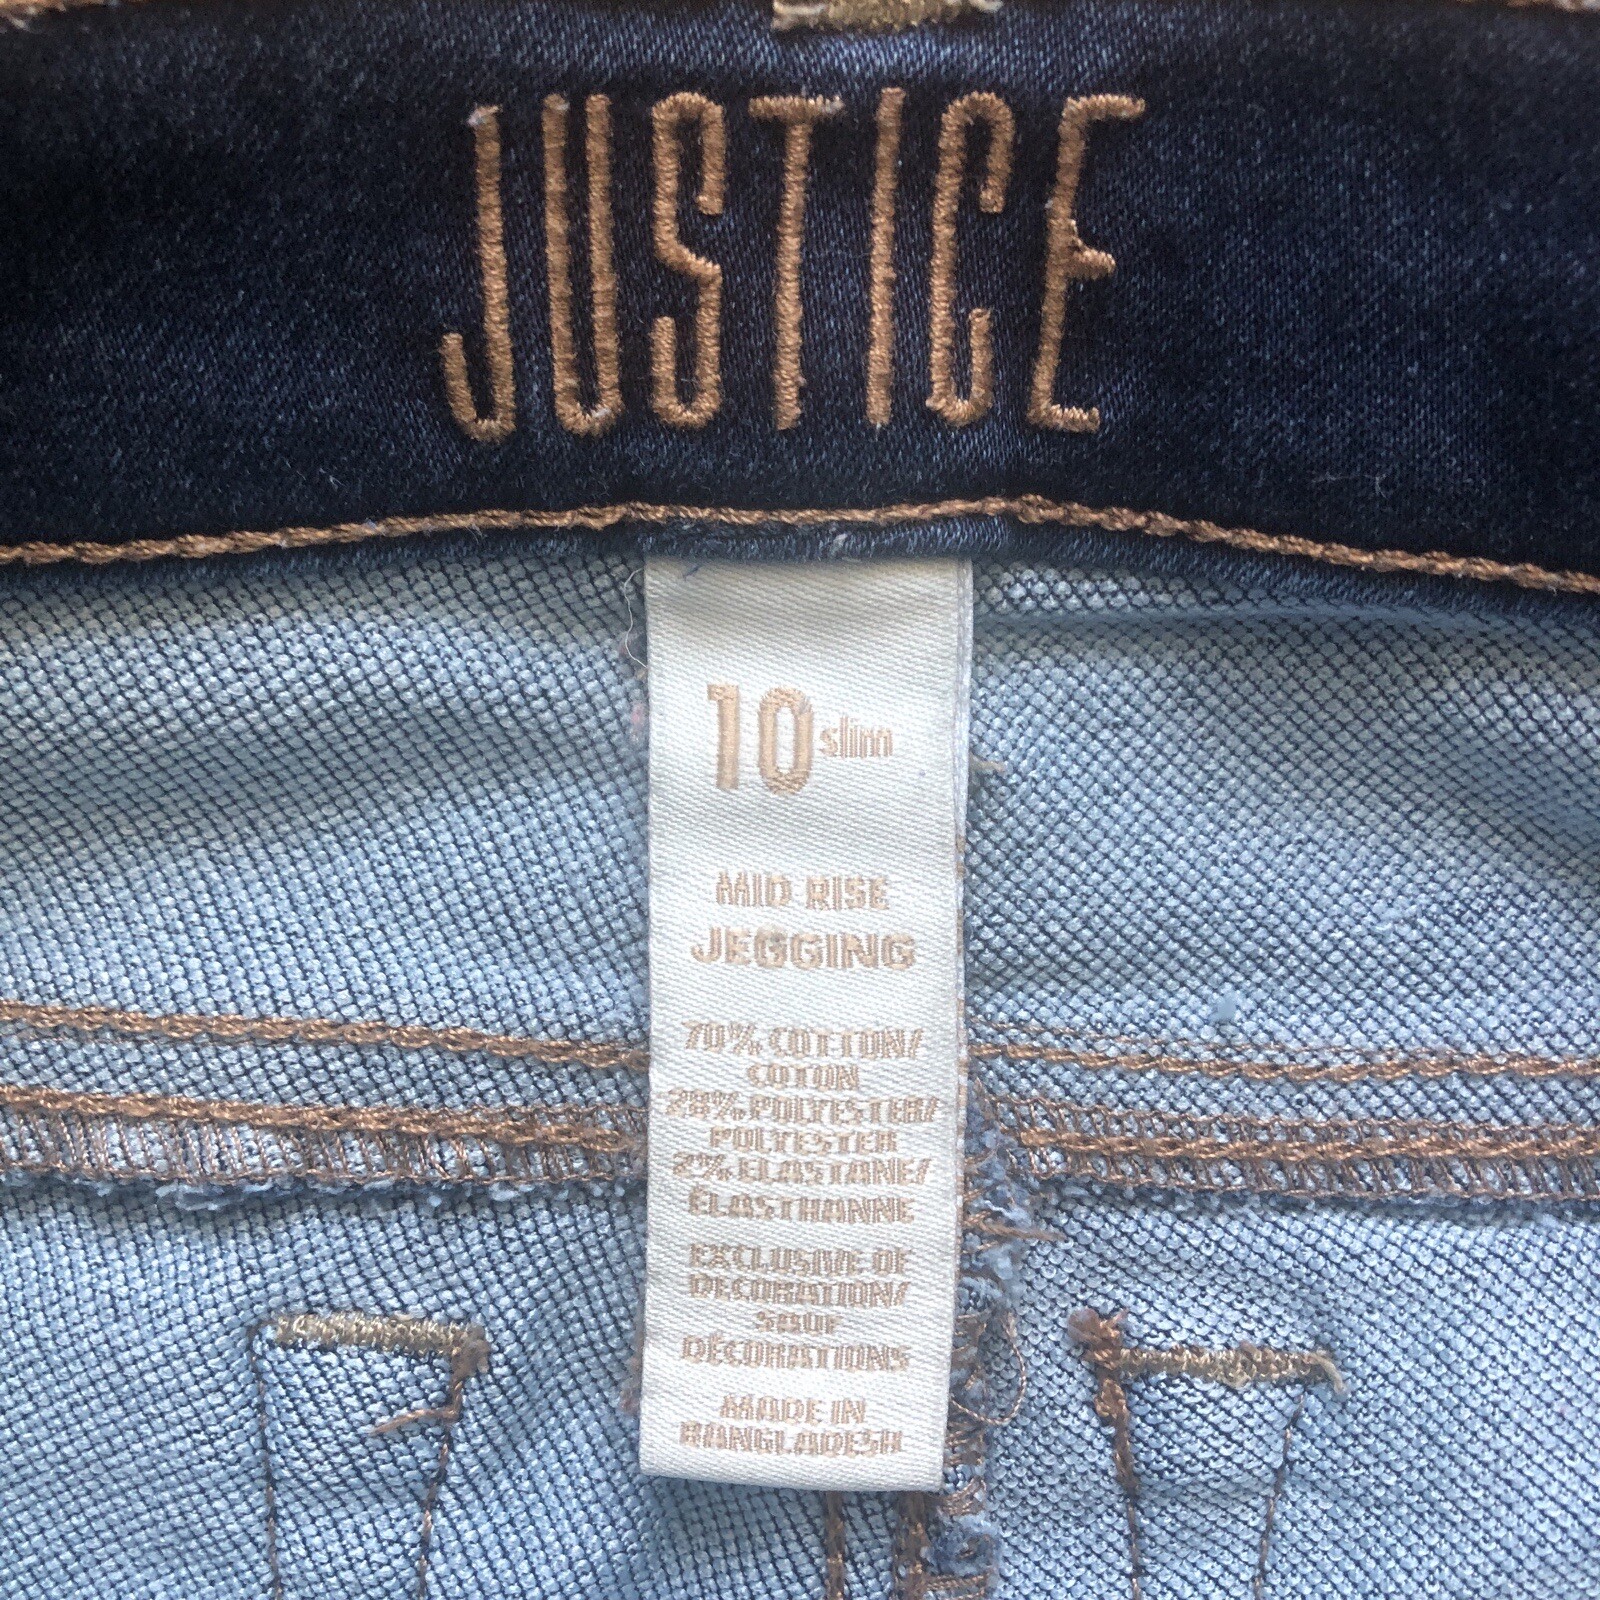 JUSTICE
10 slim
MID RISE
JEGGING
70% COTTON/
COTON
28% POLYESTER/
POLYESTER
2% ELASTANE/
ÉLASTHANNE
EXCLUSIVE OF
DECORATION/
SAUF
DÉCORATIONS
MADE IN
BANGLADESH